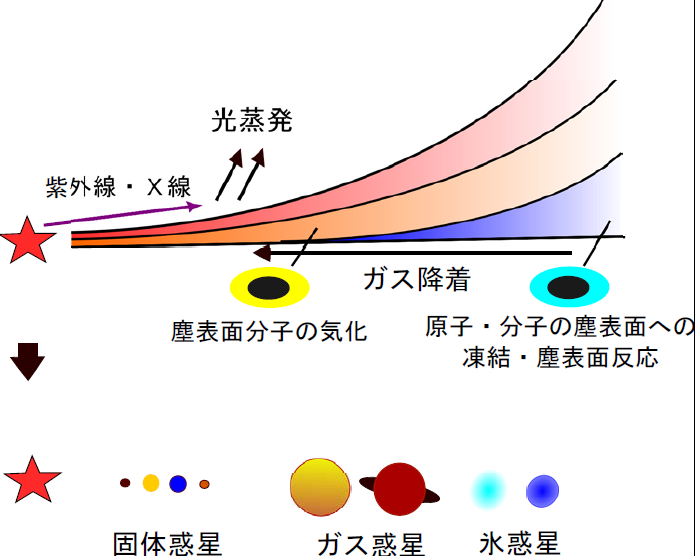 光蒸発
紫外線・X線
ガス降着
塵表面分子の気化
原子・分子の塵表面への
凍結・塵表面反応
固体惑星
ガス惑星
氷惑星